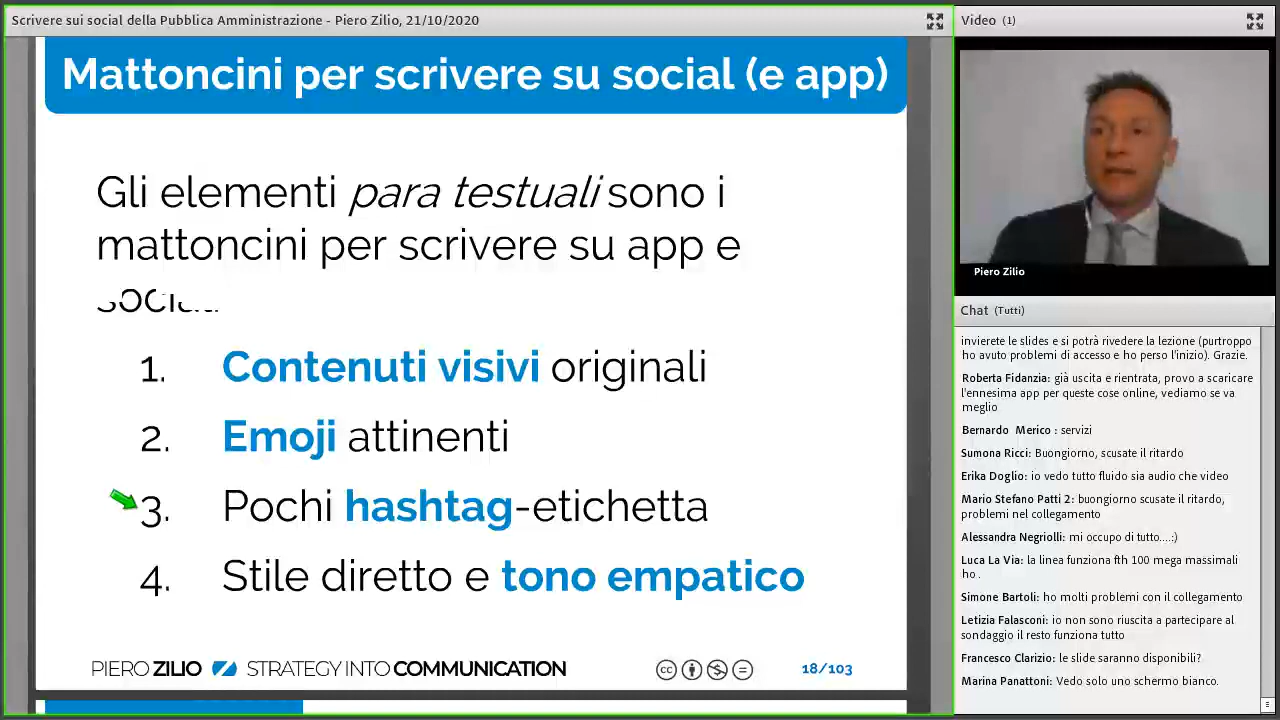 Scrivere sui social della Pubblica Amministrazione - Piero Zilio, 21/10/2020
Mattoncini per scrivere su social (e app)
Gli elementi para testuali sono i
mattoncini per scrivere su app e
1. Contenuti visivi originali
2. Emoji attinenti
3. Pochi hashtag-etichetta
4. Stile diretto e tono empatico
PIERO ZILIO STRATEGY INTO COMMUNICATION
cc
18/103
Video (1)
Piero Zilio
Chat (Tutti)
invierete le slides e si potrà rivedere la lezione (purtroppo
ho avuto problemi di accesso e ho perso l'inizio). Grazie.
Roberta Fidanzia: già uscita e rientrata, provo a scaricare
l'ennesima app per queste cose online, vediamo se va
meglio
Bernardo Merico : servizi
Sumona Ricci: Buongiorno, scusate il ritardo
Erika Doglio: io vedo tutto fluido sia audio che video
Mario Stefano Patti 2: buongiorno scusate il ritardo,
problemi nel collegamento
Alessandra Negriolli: mi occupo di tutto....:)
Luca La Via: la linea funziona fth 100 mega massimali
ho .
Simone Bartoli: ho molti problemi con il collegamento
Letizia Falasconi: io non sono riuscita a partecipare al
sondaggio il resto funziona tutto
Francesco Clarizio: le slide saranno disponibili?
Marina Panattoni: Vedo solo uno schermo bianco.